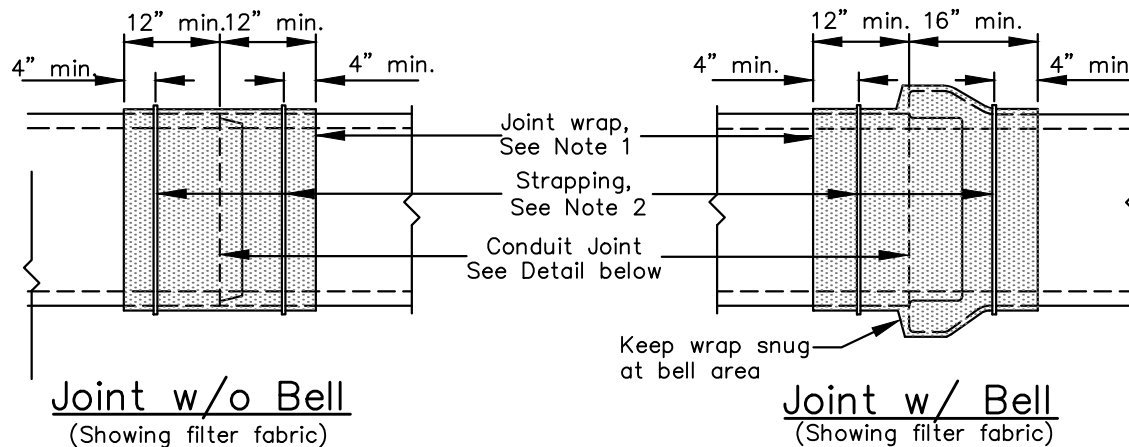 12” min. 12” min.
4” min.
4” min.
12” min. 16” min.
4” min.
4” min
Joint wrap,
See Note 1
Strapping,
See Note 2
Conduit Joint
See Detail below
Keep wrap snug
at bell area
Joint w/o Bell
(Showing filter fabric)
Joint w/ Bell
(Showing filter fabric)